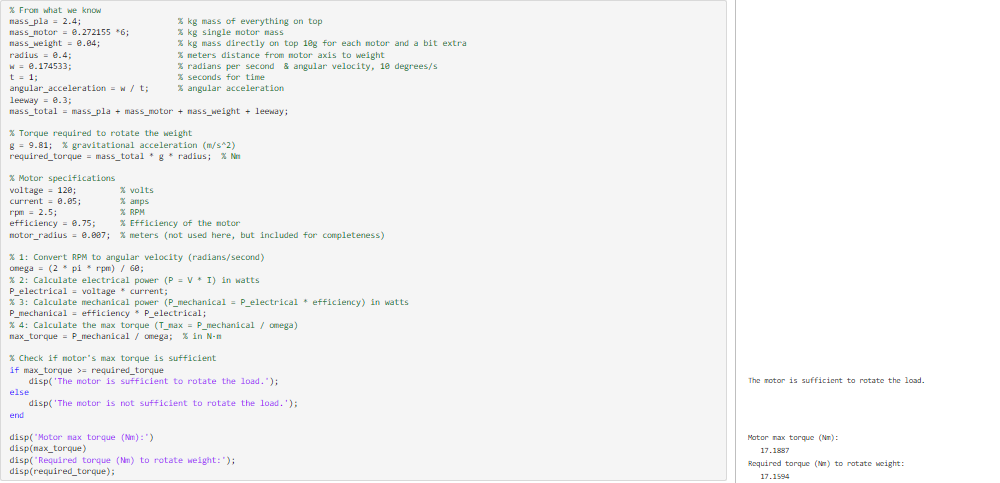 % From what we know
mass_pla = 2.4; % kg mass of everything on top
mass_motor = 0.272155 *6; % kg single motor mass
mass_weight = 0.04; % kg mass directly on top 10g for each motor and a bit extra
radius = 0.4; % meters distance from motor axis to weight
w = 0.174533; % radians per second & angular velocity, 10 degrees/s
t = 1; % seconds for time
angular_acceleration = w / t; % angular acceleration
leeway = 0.3;
mass_total = mass_pla + mass_motor + mass_weight + leeway;
% Torque required to rotate the weight
g = 9.81; % gravitational acceleration (m/s^2)
required_torque = mass_total * g * radius; % Nm
% Motor specifications
voltage = 120; % volts
current = 0.05; % amps
rpm = 2.5; % RPM
efficiency = 0.75; % Efficiency of the motor
motor_radius = 0.007; % meters (not used here, but included for completeness)
% 1: Convert RPM to angular velocity (radians/second)
omega = (2 * pi * rpm) / 60;
% 2: Calculate electrical power (P = V * I) in watts
P_electrical = voltage * current;
% 3: Calculate mechanical power (P_mechanical = P_electrical * efficiency) in watts
P_mechanical = efficiency * P_electrical;
% 4: Calculate the max torque (T_max = P_mechanical / omega)
max_torque = P_mechanical / omega; % in N·m
% Check if motor's max torque is sufficient
if max_torque >= required_torque
disp('The motor is sufficient to rotate the load.');
else
disp('The motor is not sufficient to rotate the load.');
end
disp('Motor max torque (Nm):')
disp(max_torque)
disp('Required torque (Nm) to rotate weight:');
disp(required_torque);
The motor is sufficient to rotate the load.
Motor max torque (Nm):
17.1887
Required torque (Nm) to rotate weight:
17.1594